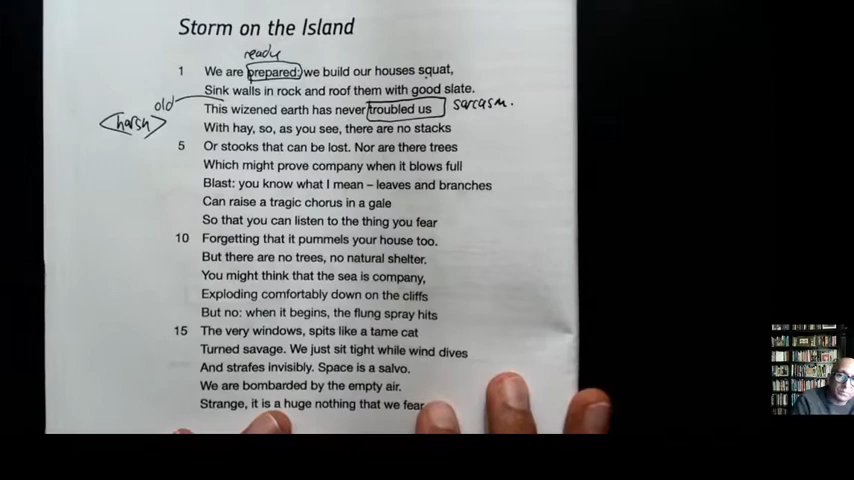 Storm on the Island
ready
1 We are prepared: we build our houses squat,
Sink walls in rock and roof them with good slate.
old
This wizened earth has never troubled us sarcasm.
<harsh>
With hay, so, as you see, there are no stacks
5 Or stooks that can be lost. Nor are there trees
Which might prove company when it blows full
Blast: you know what I mean – leaves and branches
Can raise a tragic chorus in a gale
So that you can listen to the thing you fear
10 Forgetting that it pummels your house too.
But there are no trees, no natural shelter.
You might think that the sea is company,
Exploding comfortably down on the cliffs
But no: when it begins, the flung spray hits
15 The very windows, spits like a tame cat
Turned savage. We just sit tight while wind dives
And strafes invisibly. Space is a salvo.
We are bombarded by the empty air.
Strange, it is a huge nothing that we fear